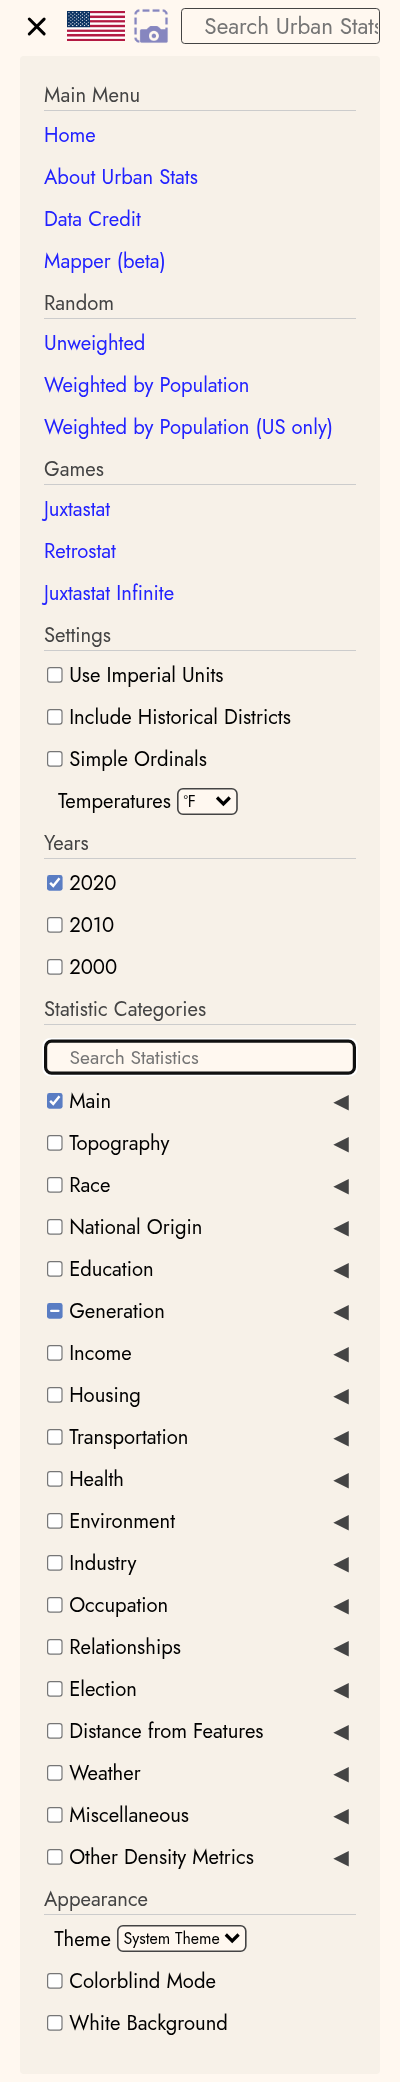 Search Urban Stats
Main Menu
Home
About Urban Stats
Data Credit
Mapper (beta)
Random
Unweighted
Weighted by Population
Weighted by Population (US only)
Games
Juxtastat
Retrostat
Juxtastat Infinite
Settings
Use Imperial Units
Include Historical Districts
Simple Ordinals
Temperatures °F
Years
2020
2010
2000
Statistic Categories
Search Statistics
Main
Topography
Race
National Origin
Education
Generation
Income
Housing
Transportation
Health
Environment
Industry
Occupation
Relationships
Election
Distance from Features
Weather
Miscellaneous
Other Density Metrics
Appearance
Theme System Theme
Colorblind Mode
White Background